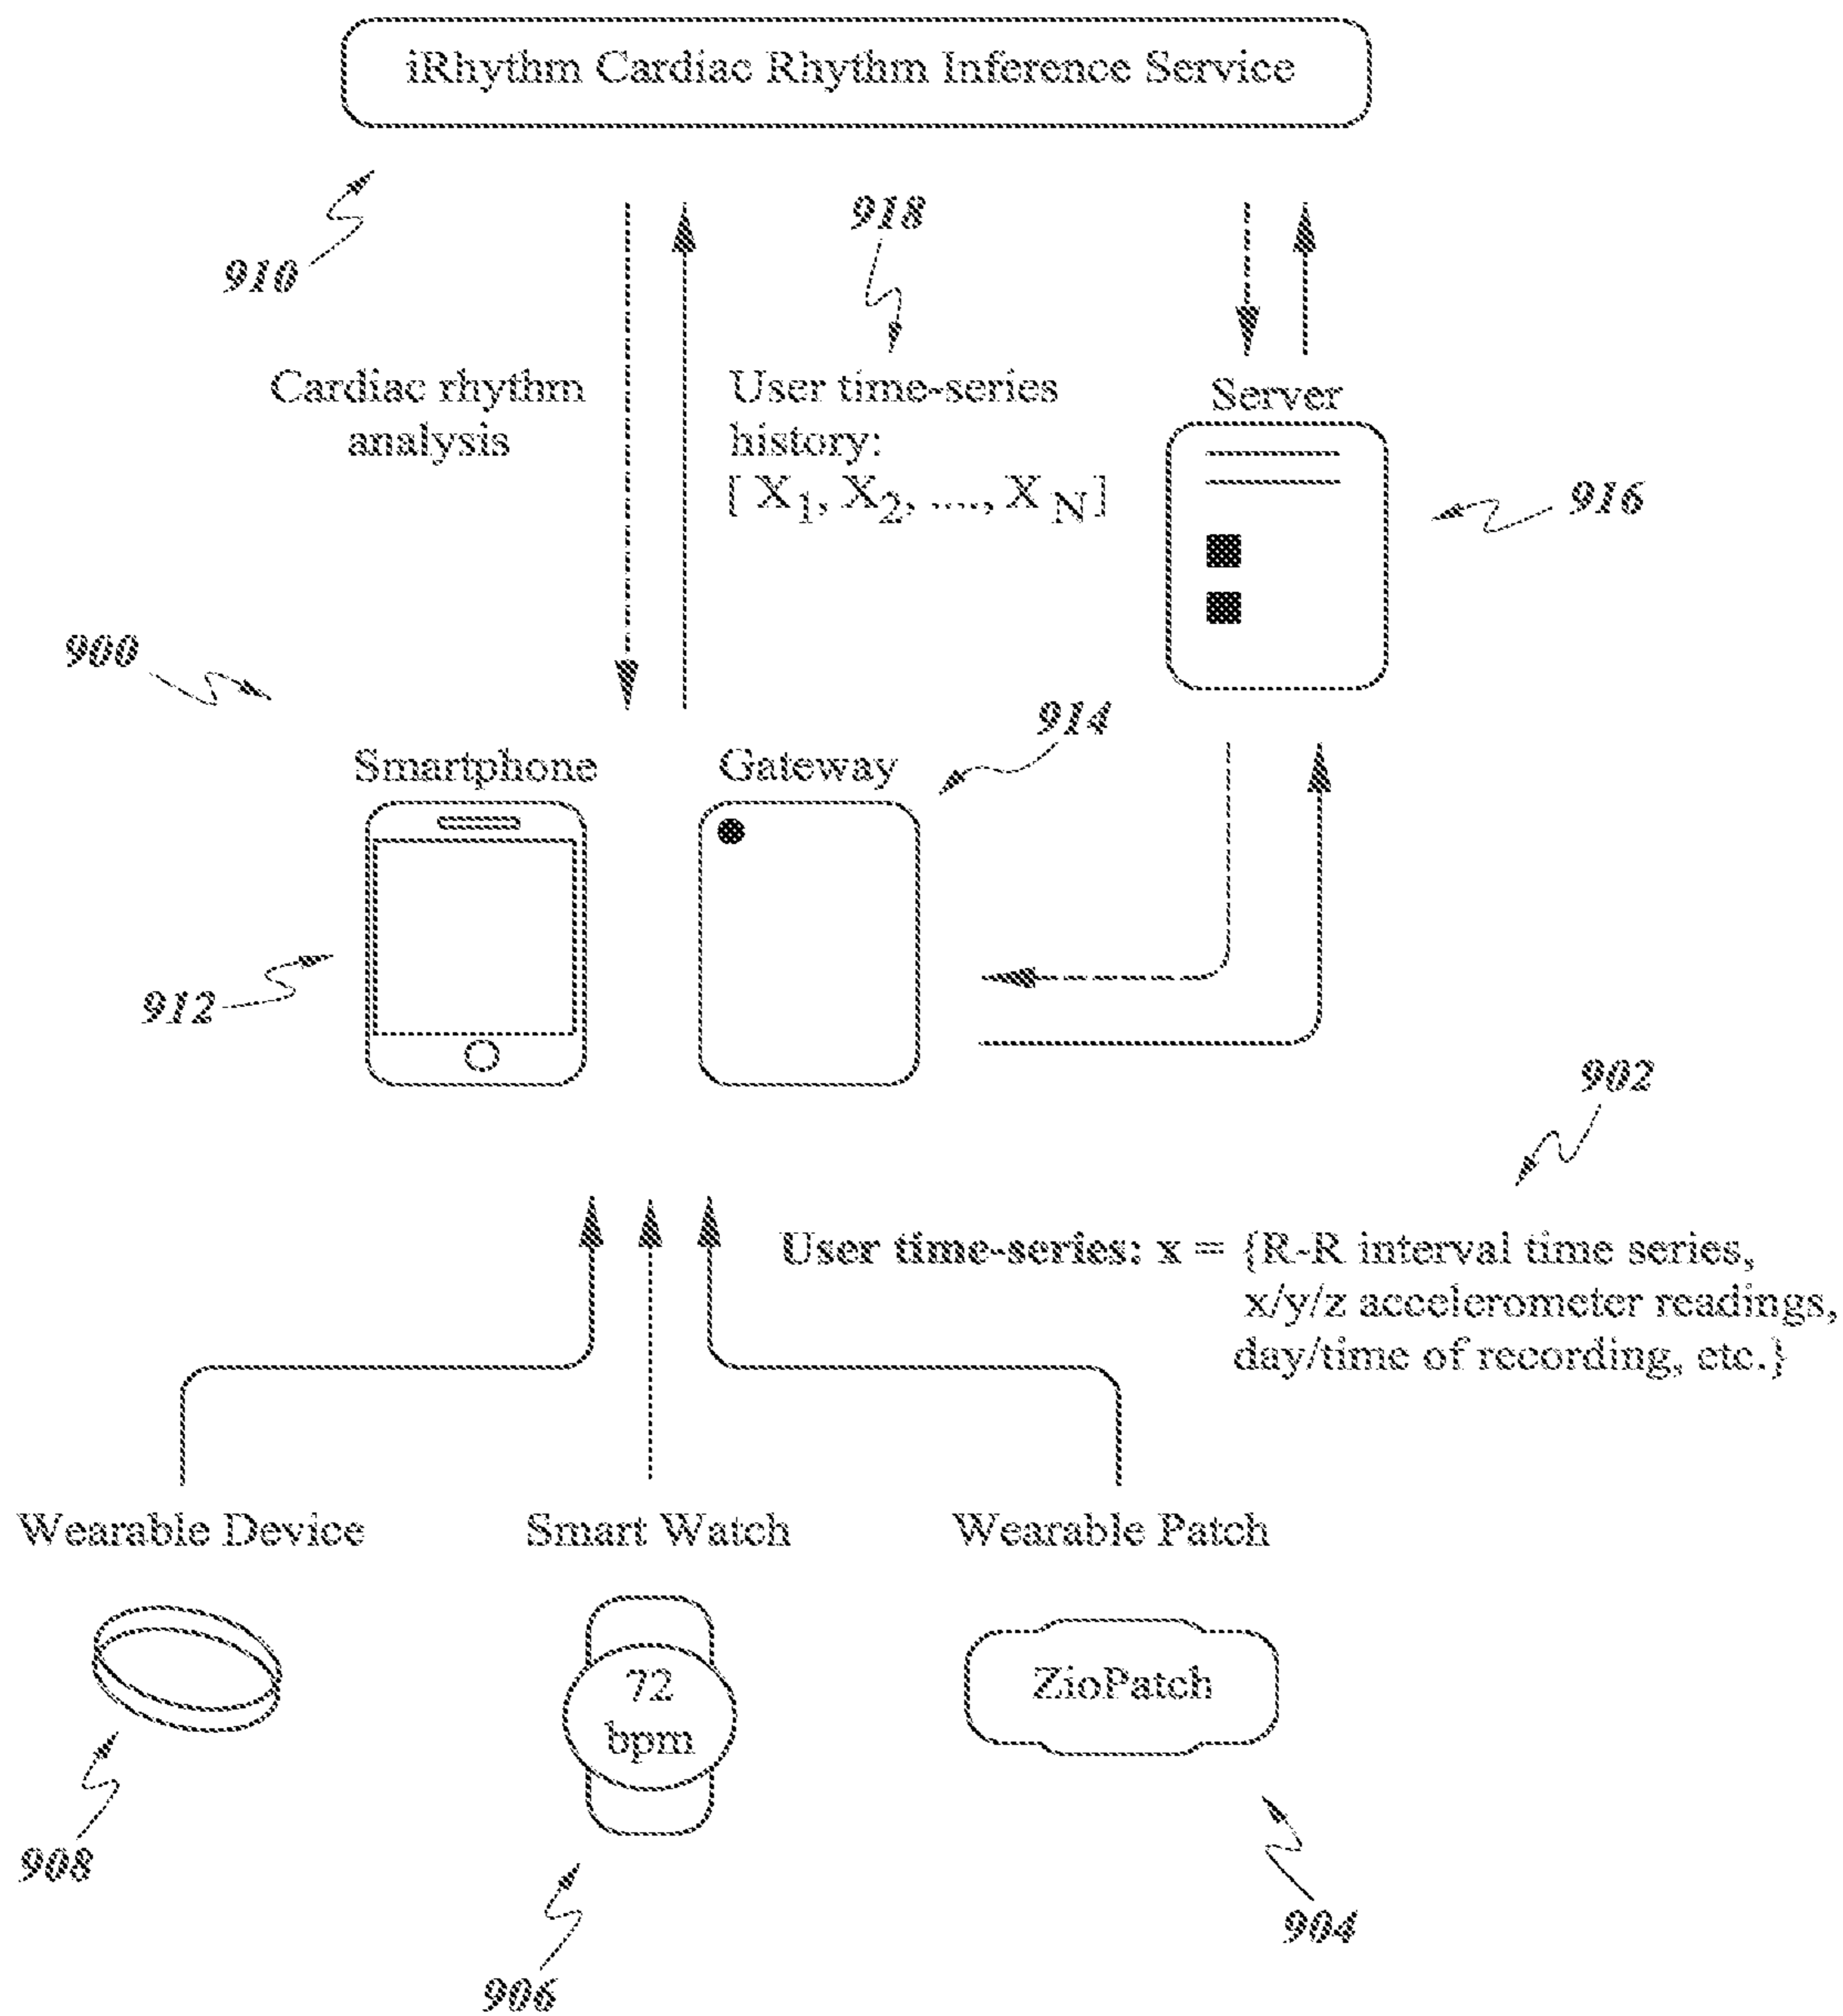 iRhythm Cardiac Rhythm Inference Service
910
918
Cardiac rhythm
analysis
User time-series
history:
[ X1, X2, ...., X N ]
Server
916
900
914
Smartphone
Gateway
912
902
User time-series: x = {R-R interval time series,
x/y/z accelerometer readings,
day/time of recording, etc.}
Wearable Device
Smart Watch
Wearable Patch
72
bpm
ZioPatch
908
904
906